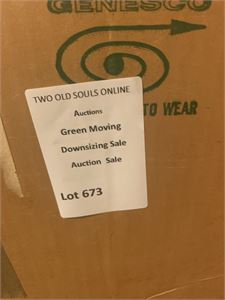 GENESCO
TWO OLD SOULS ONLINE
Auctions
Green Moving
Downsizing Sale
Auction Sale
Lot 673
TO WEAR